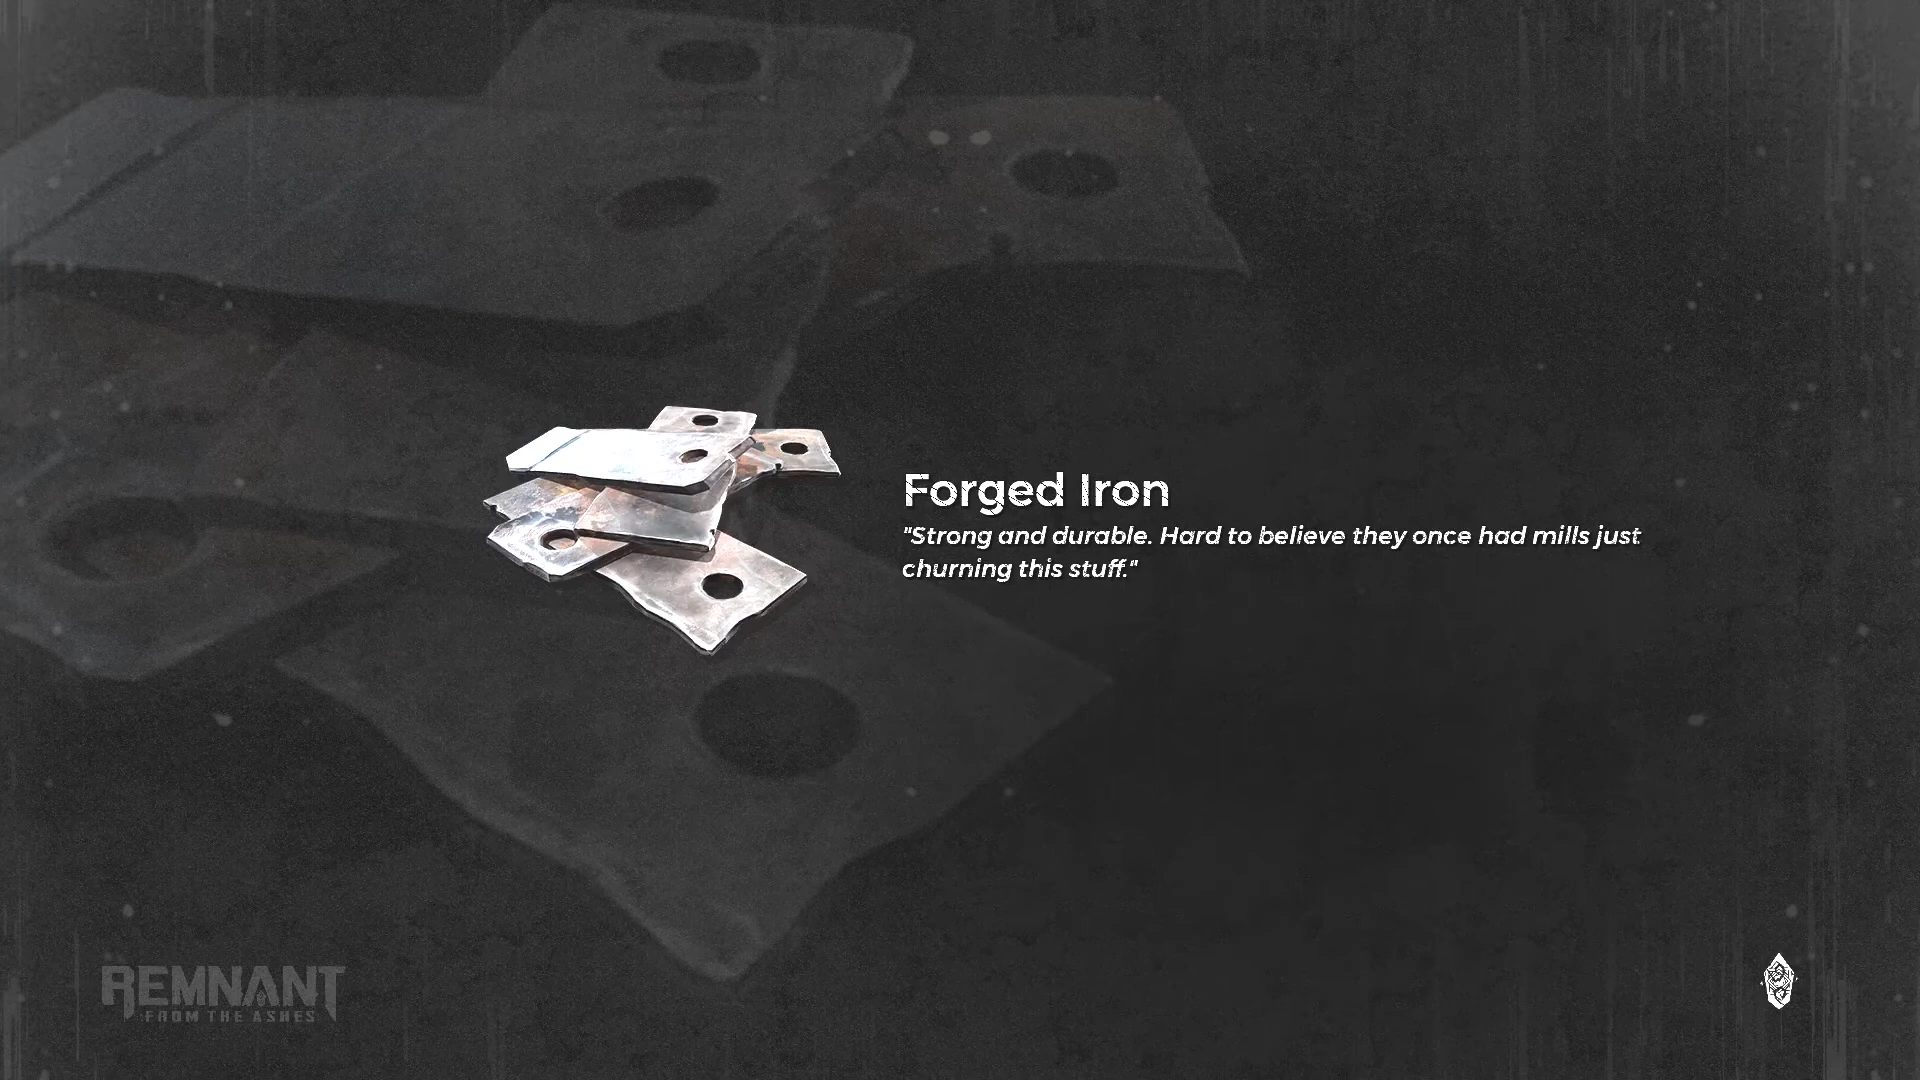 Forged Iron
"Strong and durable. Hard to believe they once had mills just
churning this stuff."
REMNANT
FROM THE ASHES